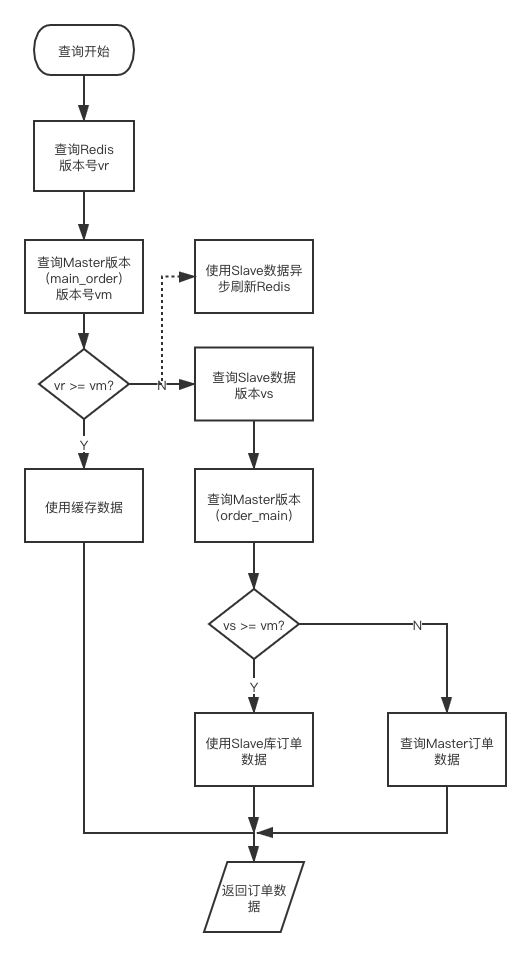 查询开始
查询Redis
版本号vr
查询Master版本
(main_order)
版本号vm
使用Slave数据异
步刷新Redis
vr >= vm?
N
查询Slave数据
版本vs
Y
使用缓存数据
查询Master版本
(order_main)
vs >= vm?
N
Y
使用Slave库订单
数据
查询Master订单
数据
返回订单数
据